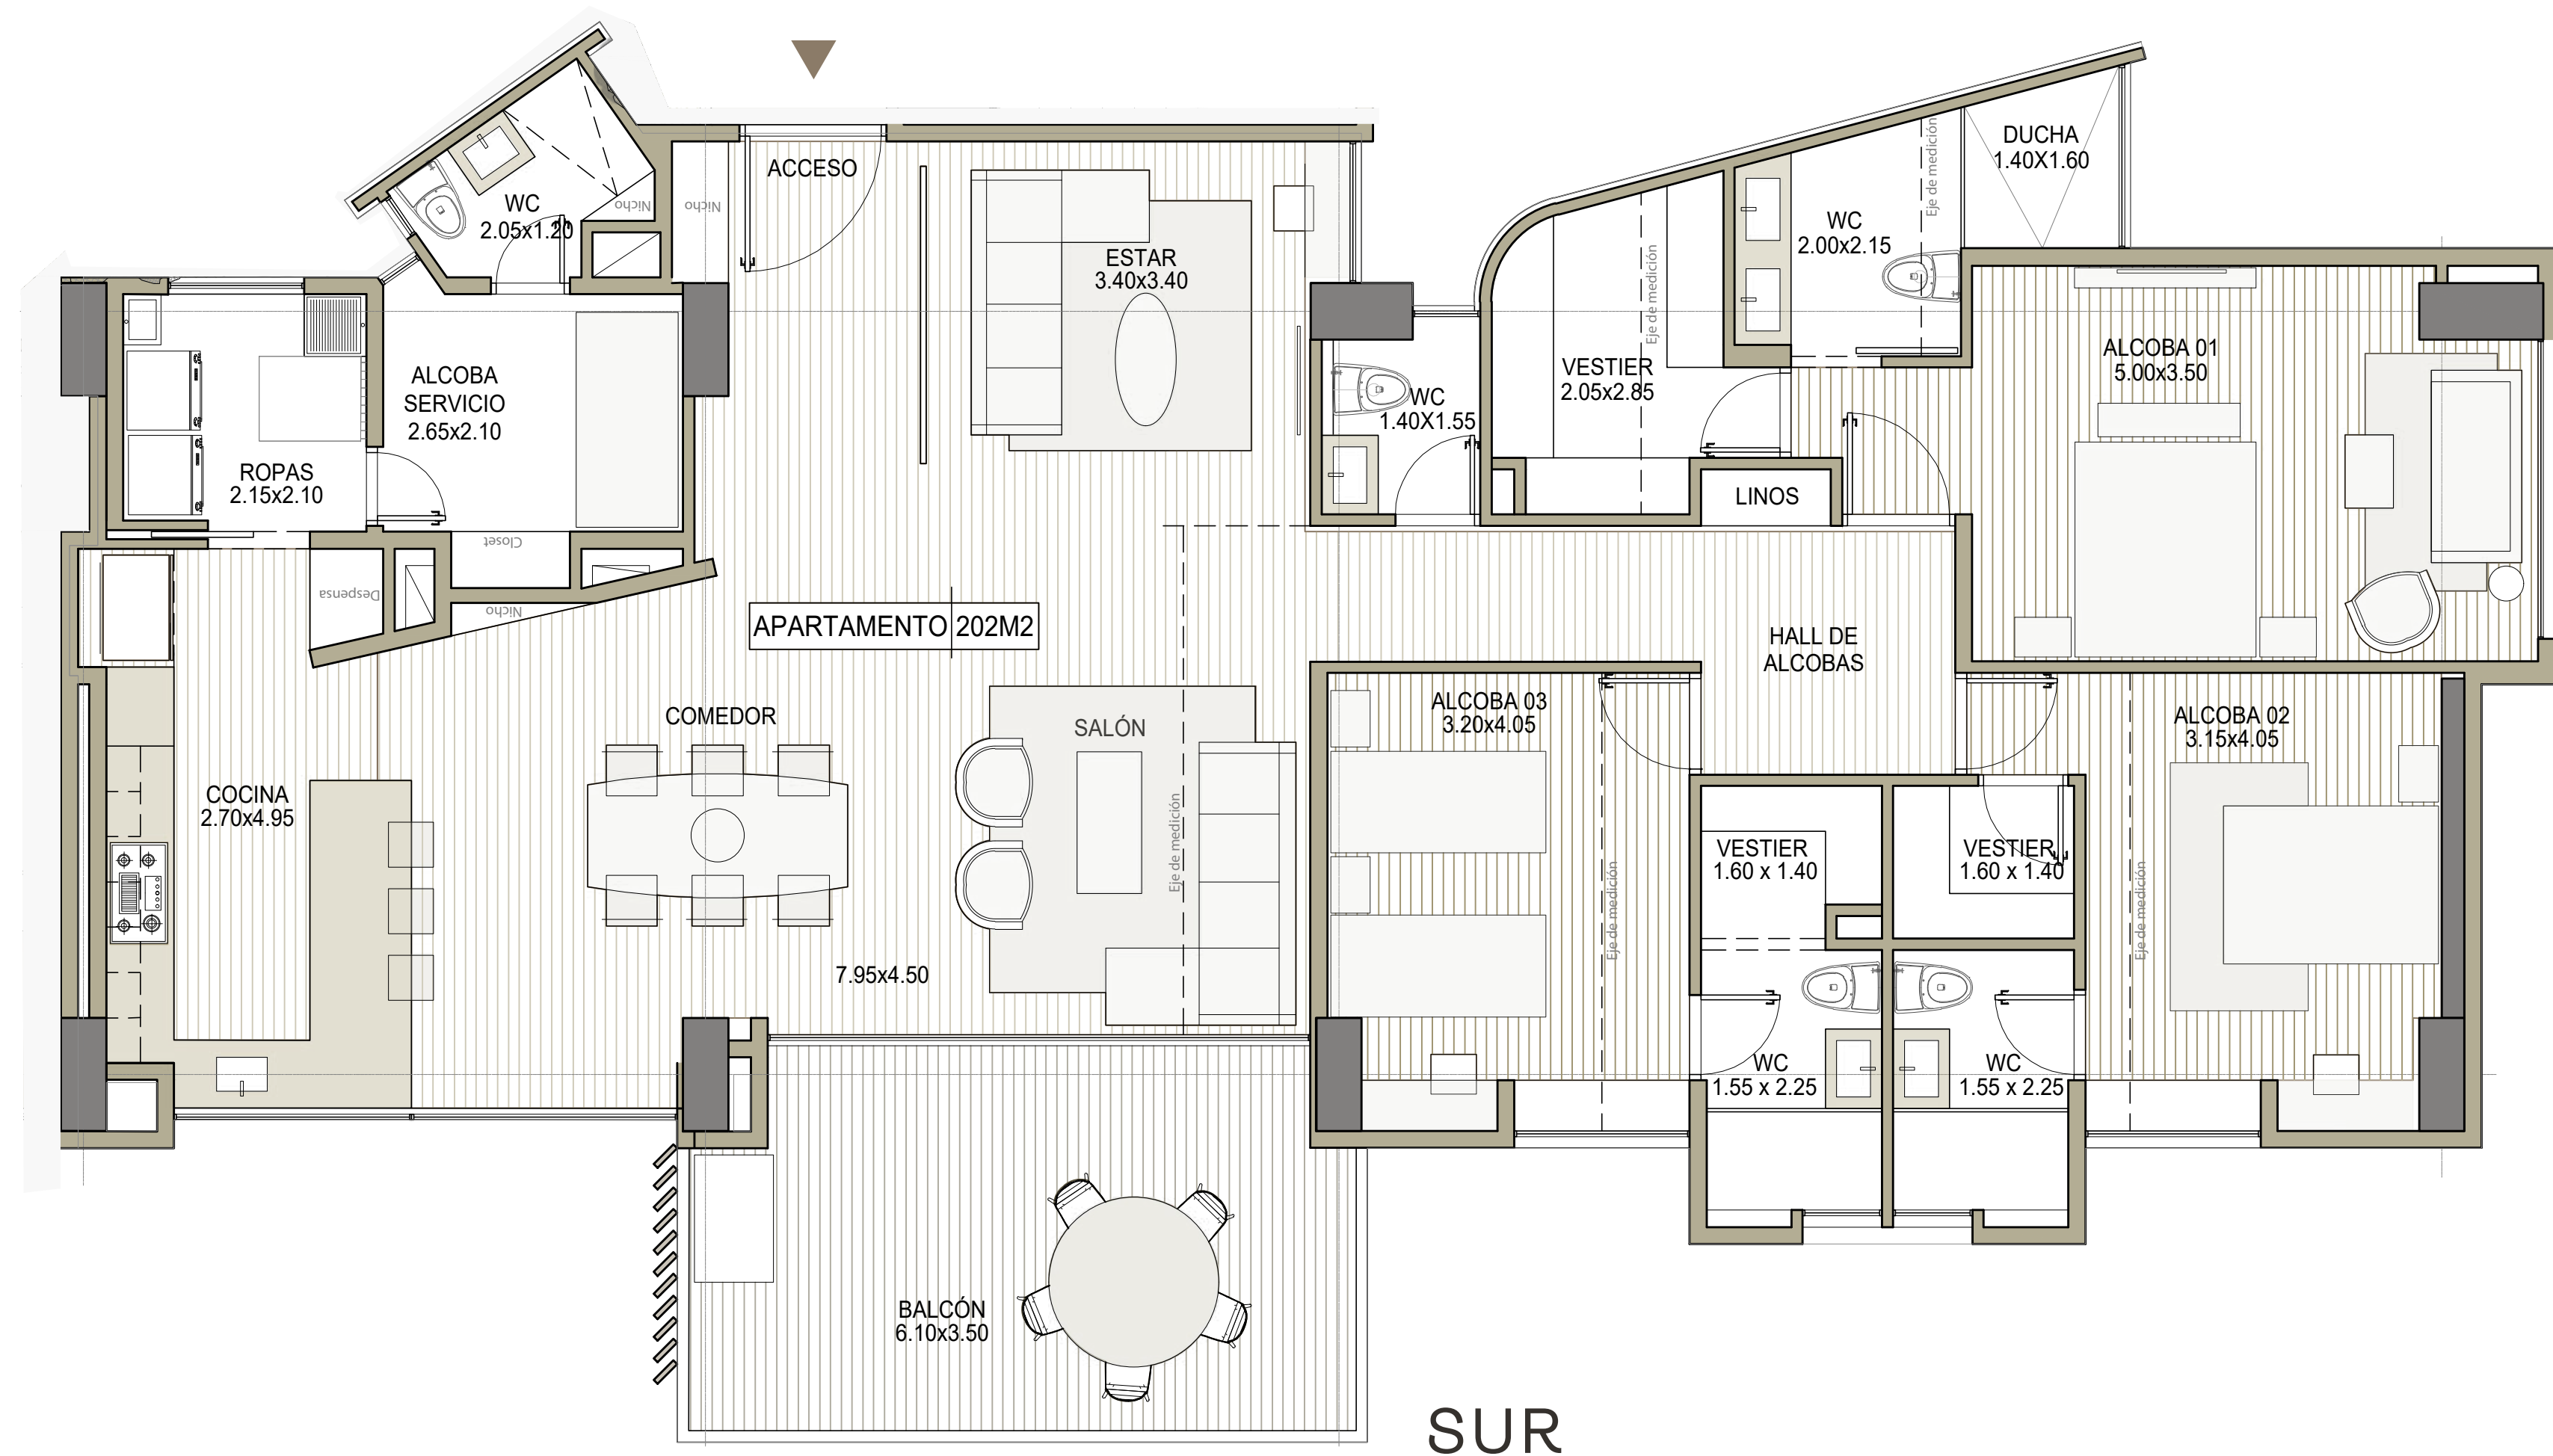 ACCESO
DUCHA
1.40X1.60
WC
2.05x1.20
Nicho
Nicho
Eje de medición
WC
2.00x2.15
ESTAR
3.40x3.40
Eje de medición
ALCOBA 01
5.00x3.50
VESTIER
2.05x2.85
ALCOBA
SERVICIO
2.65x2.10
WC
1.40X1.55
ROPAS
2.15x2.10
LINOS
Closet
Despensa
Nicho
APARTAMENTO 202M2
HALL DE
ALCOBAS
COMEDOR
SALÓN
ALCOBA 03
3.20x4.05
ALCOBA 02
3.15x4.05
COCINA
2.70x4.95
Eje de medición
VESTIER
1.60 x 1.40
VESTIER
1.60 x 1.40
Eje de medición
Eje de medición
7.95x4.50
WC
1.55 x 2.25
WC
1.55 x 2.25
BALCÓN
6.10x3.50
SUR